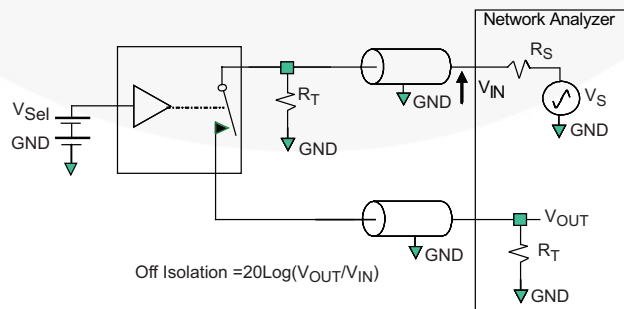 Network Analyzer
R_S
V_IN
V_S
GND
GND
R_T
GND
V_Sel
GND
V_OUT
GND
R_T
GND
Off Isolation =20Log(V_OUT/V_IN)